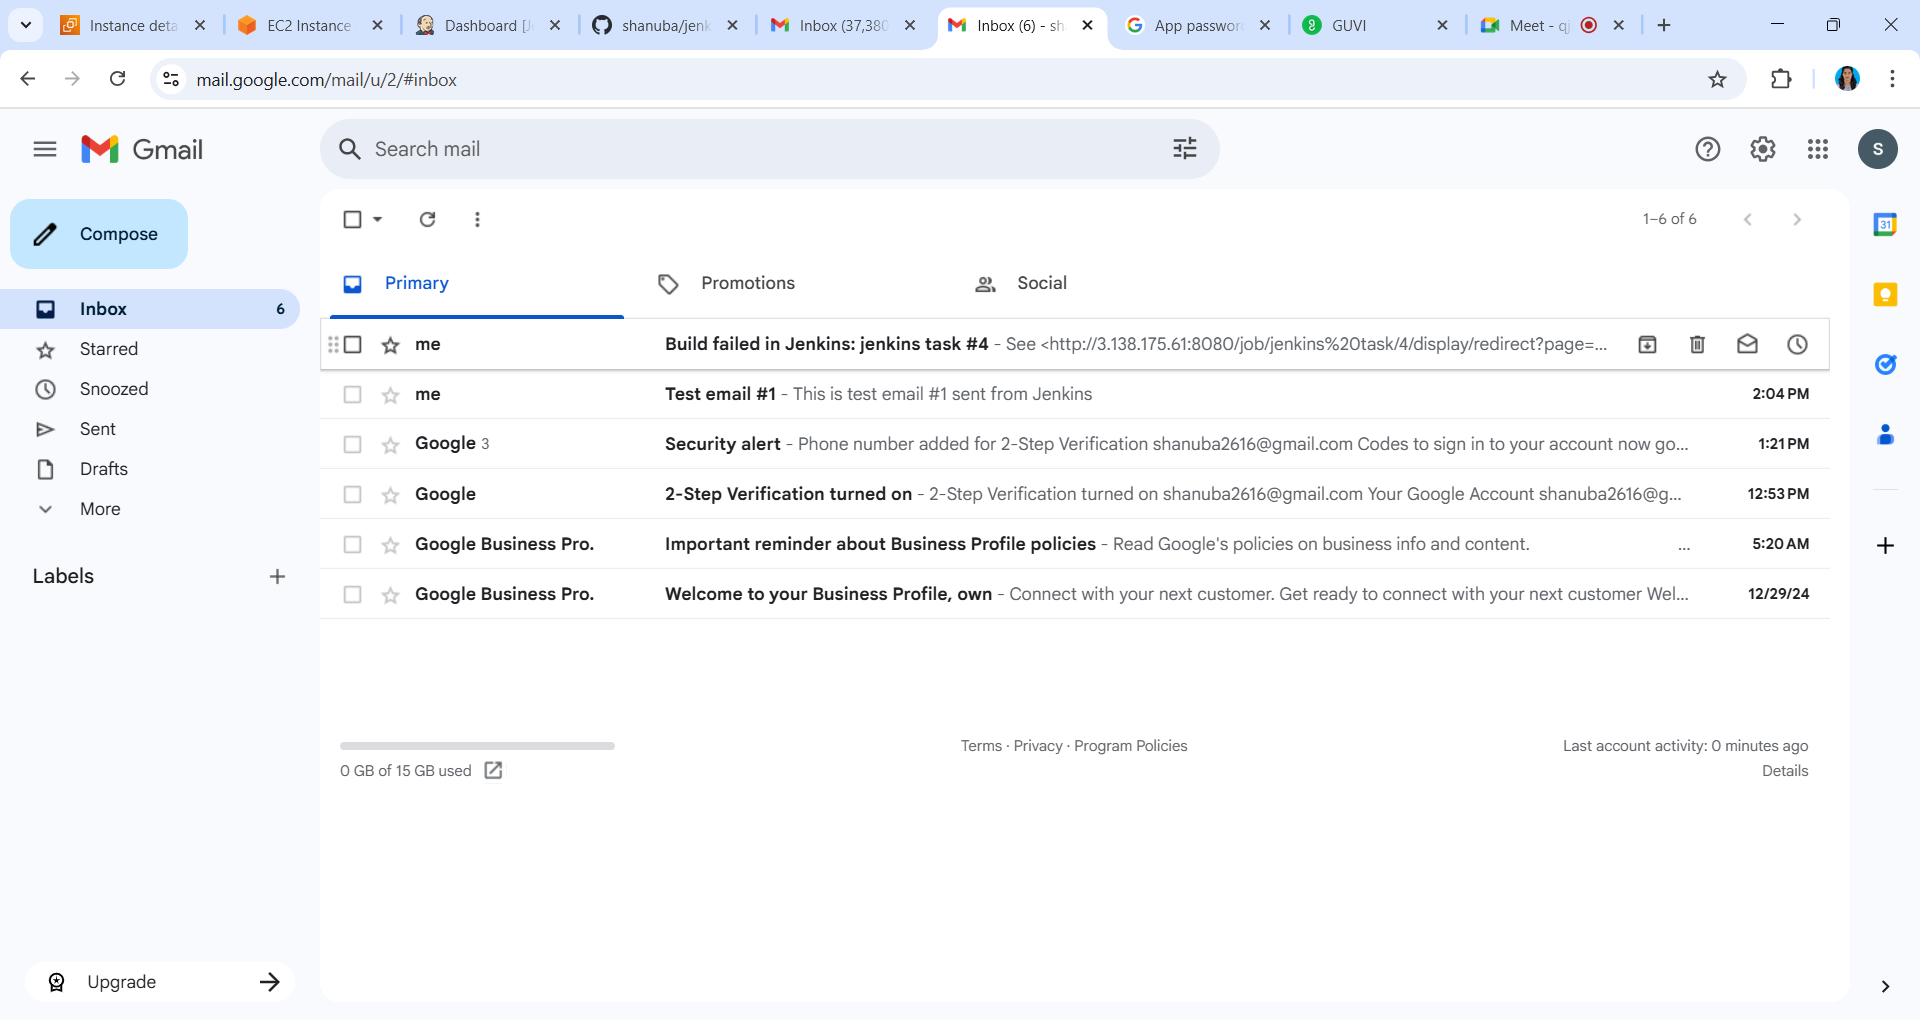 Instance deta
EC2 Instance
Dashboard [J
shanuba/jenk
Inbox (37,380
Inbox (6) - sh
App password
GUVI
Meet - qj
mail.google.com/mail/u/2/#inbox
Gmail
Search mail
S
Compose
1–6 of 6
31
Primary
Promotions
Social
Inbox 6
Starred
Snoozed
Sent
Drafts
More
Labels
me Build failed in Jenkins: jenkins task #4 - See <http://3.138.175.61:8080/job/jenkins%20task/4/display/redirect?page=...
me Test email #1 - This is test email #1 sent from Jenkins 2:04 PM
Google 3 Security alert - Phone number added for 2-Step Verification shanuba2616@gmail.com Codes to sign in to your account now go... 1:21 PM
Google 2-Step Verification turned on - 2-Step Verification turned on shanuba2616@gmail.com Your Google Account shanuba2616@g... 12:53 PM
Google Business Pro. Important reminder about Business Profile policies - Read Google's policies on business info and content. ... 5:20 AM
Google Business Pro. Welcome to your Business Profile, own - Connect with your next customer. Get ready to connect with your next customer Wel... 12/29/24
0 GB of 15 GB used
Terms · Privacy · Program Policies
Last account activity: 0 minutes ago
Details
Upgrade